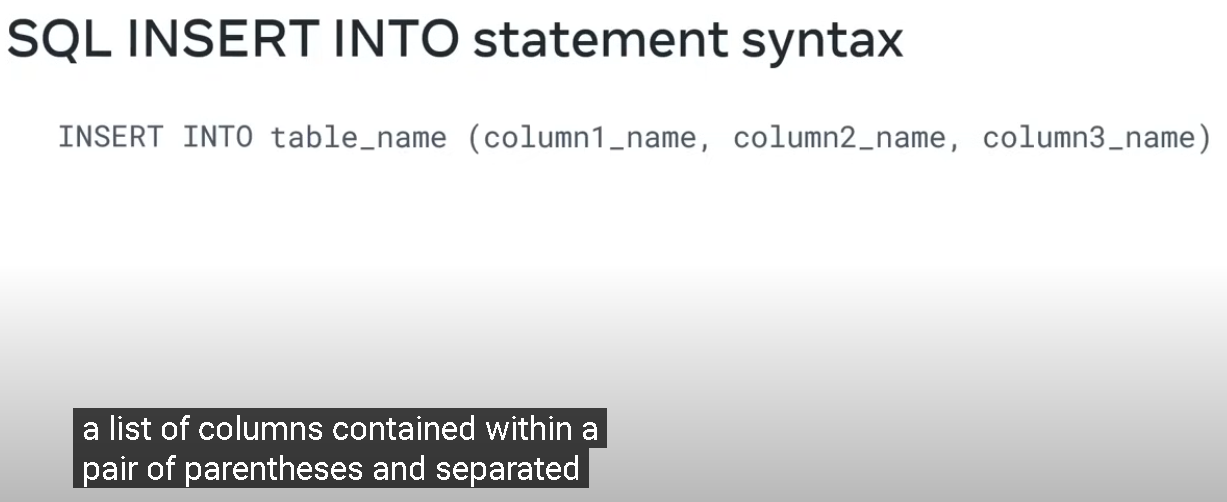 SQL INSERT INTO statement syntax
INSERT INTO table_name (column1_name, column2_name, column3_name)
a list of columns contained within a
pair of parentheses and separated